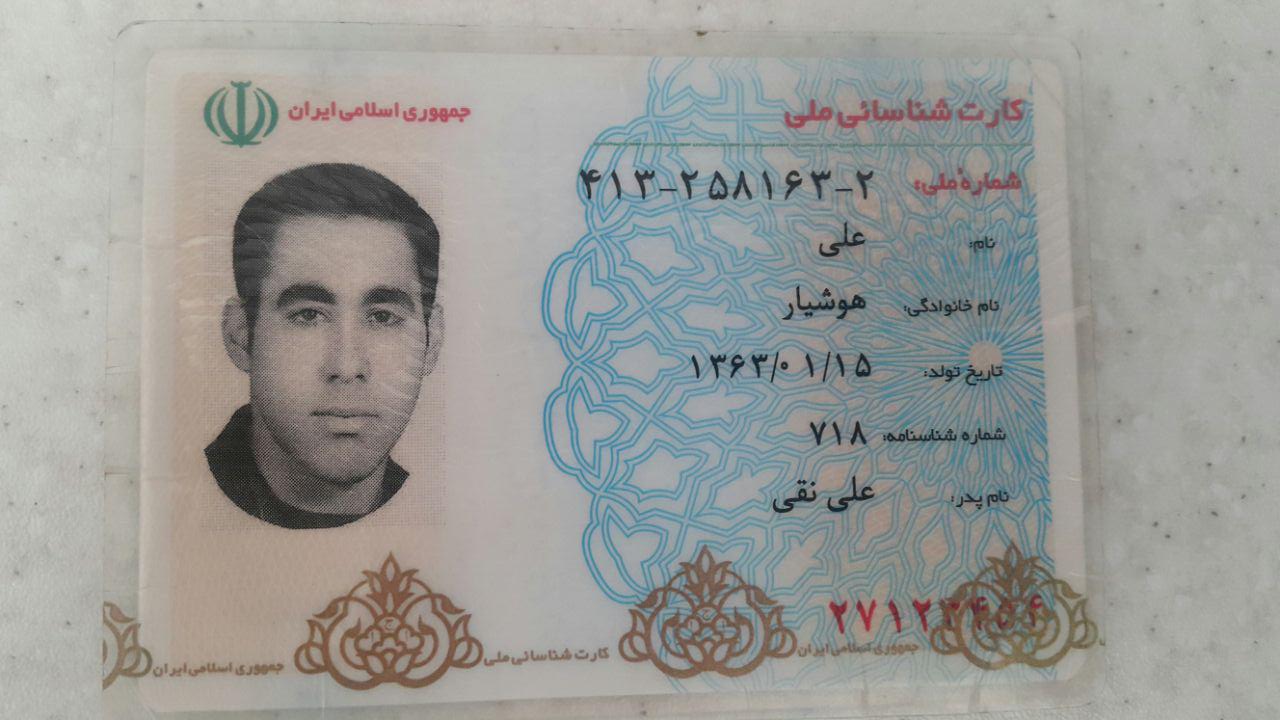 کارت شناسائی ملی
جمهوری اسلامی ایران
شماره ملی: ۴۱۳-۲۵۸۱۶۳-۲
نام: علی
نام خانوادگی: هوشیار
تاریخ تولد: ۱۳۶۳/۰۱/۱۵
شماره شناسنامه: ۷۱۸
نام پدر: علی نقی
۲۷۱۲۳۴۵۶
جمهوری اسلامی ایران
کارت شناسائی ملی
جمهوری اسلامی ایران